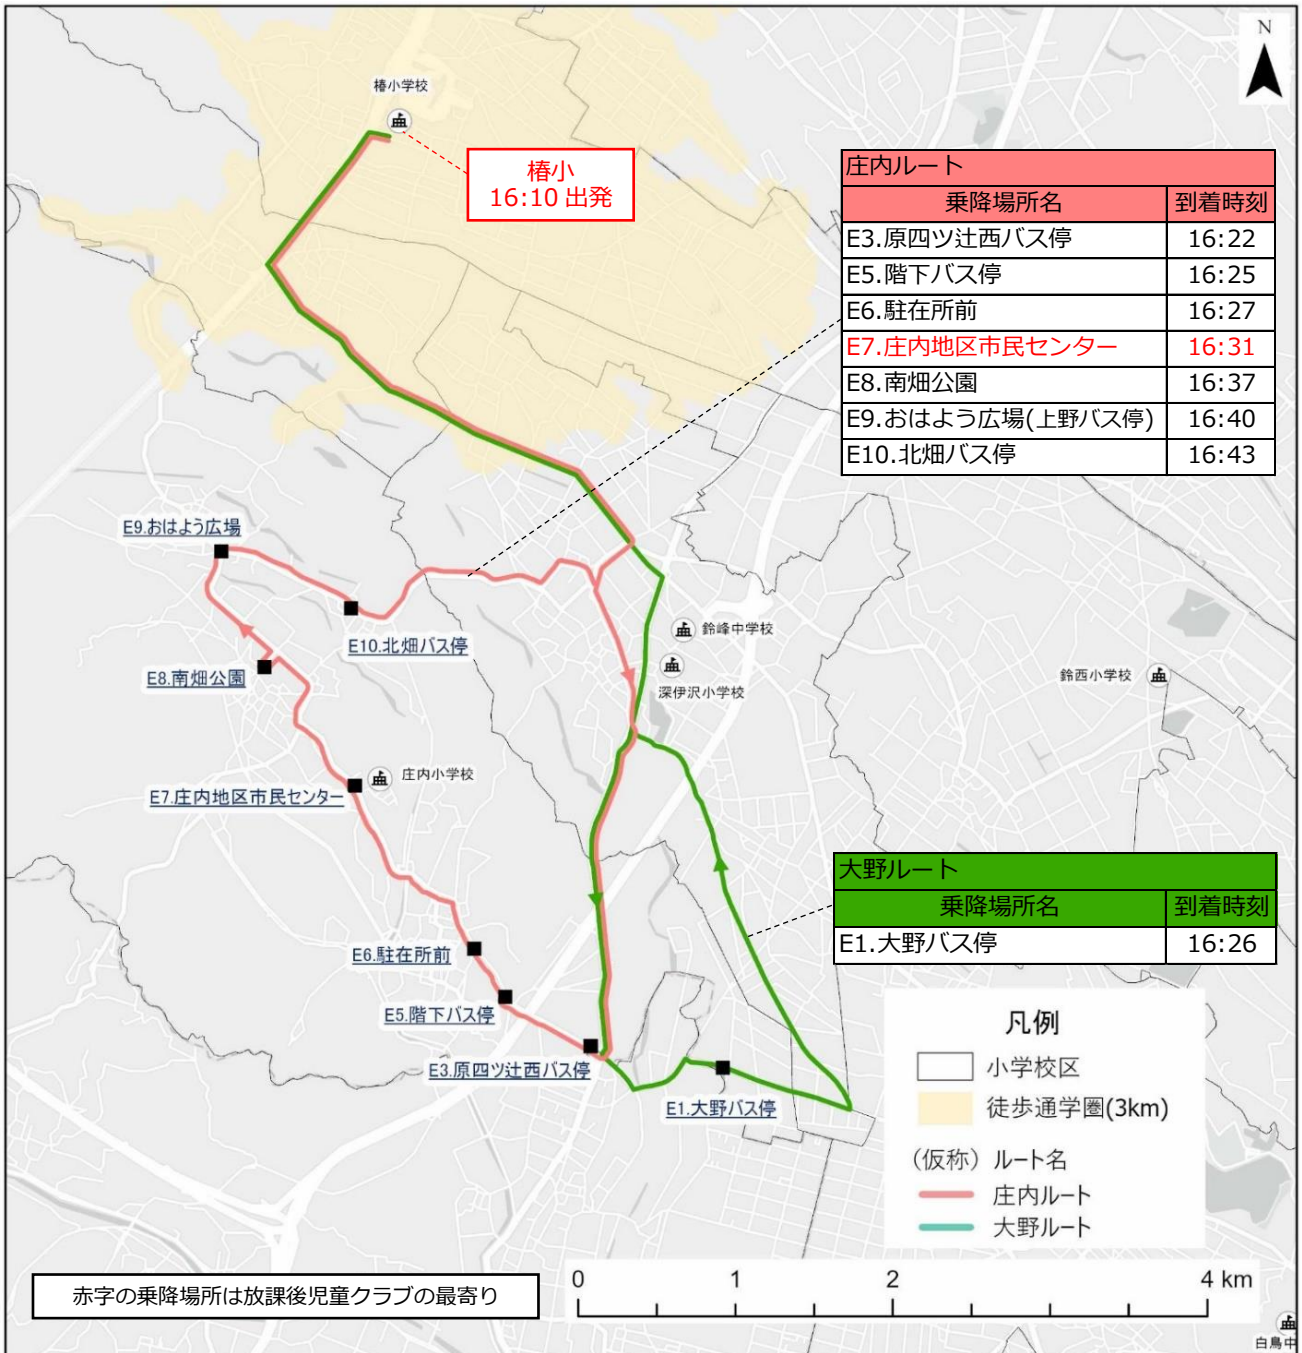 N
椿小学校
椿小
16:10 出発
庄内ルート
乗降場所名 到着時刻
E3.原四ツ辻西バス停 16:22
E5.階下バス停 16:25
E6.駐在所前 16:27
E7.庄内地区市民センター 16:31
E8.南畑公園 16:37
E9.おはよう広場(上野バス停) 16:40
E10.北畑バス停 16:43
E9.おはよう広場
E10.北畑バス停
鈴峰中学校
E8.南畑公園
深伊沢小学校
鈴西小学校
庄内小学校
E7.庄内地区市民センター
大野ルート
乗降場所名 到着時刻
E1.大野バス停 16:26
E6.駐在所前
E5.階下バス停
E3.原四ツ辻西バス停
E1.大野バス停
凡例
小学校区
徒歩通学圏(3km)
(仮称) ルート名
庄内ルート
大野ルート
赤字の乗降場所は放課後児童クラブの最寄り
0 1 2 4 km
白鳥中